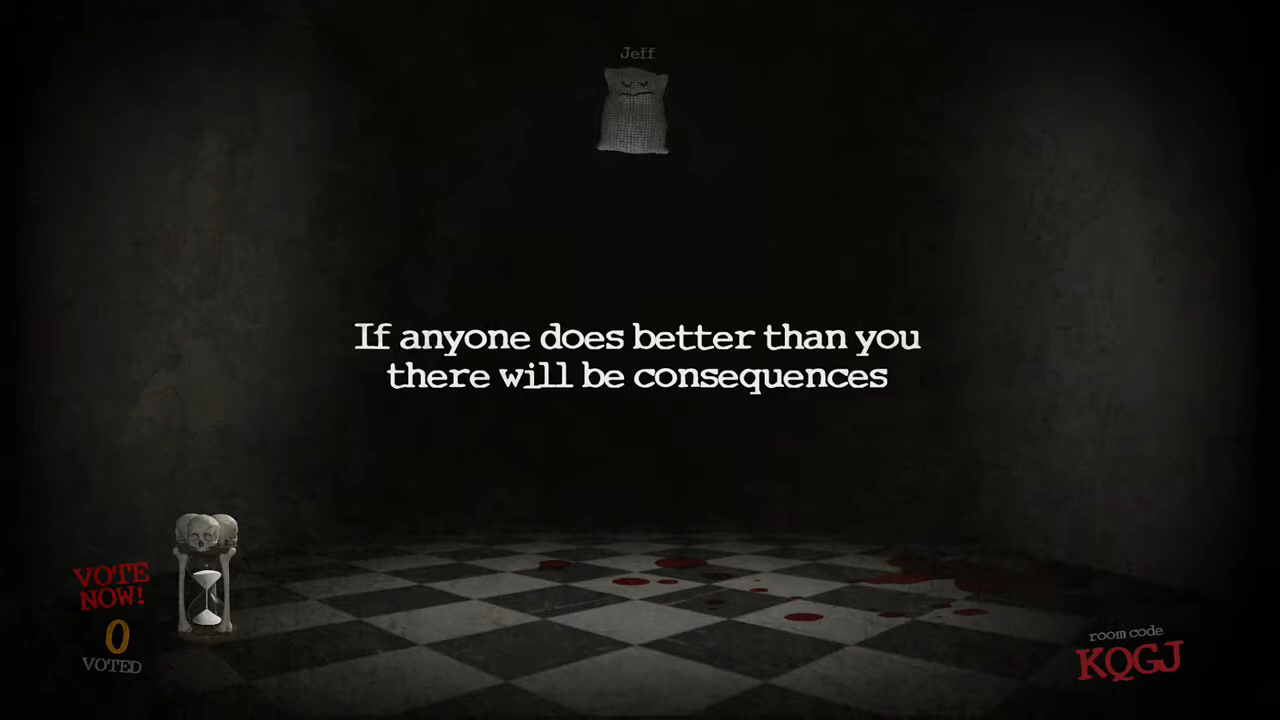 Jeff
If anyone does better than you
there will be consequences
VOTE
NOW!
0
VOTED
room code
KQGJ